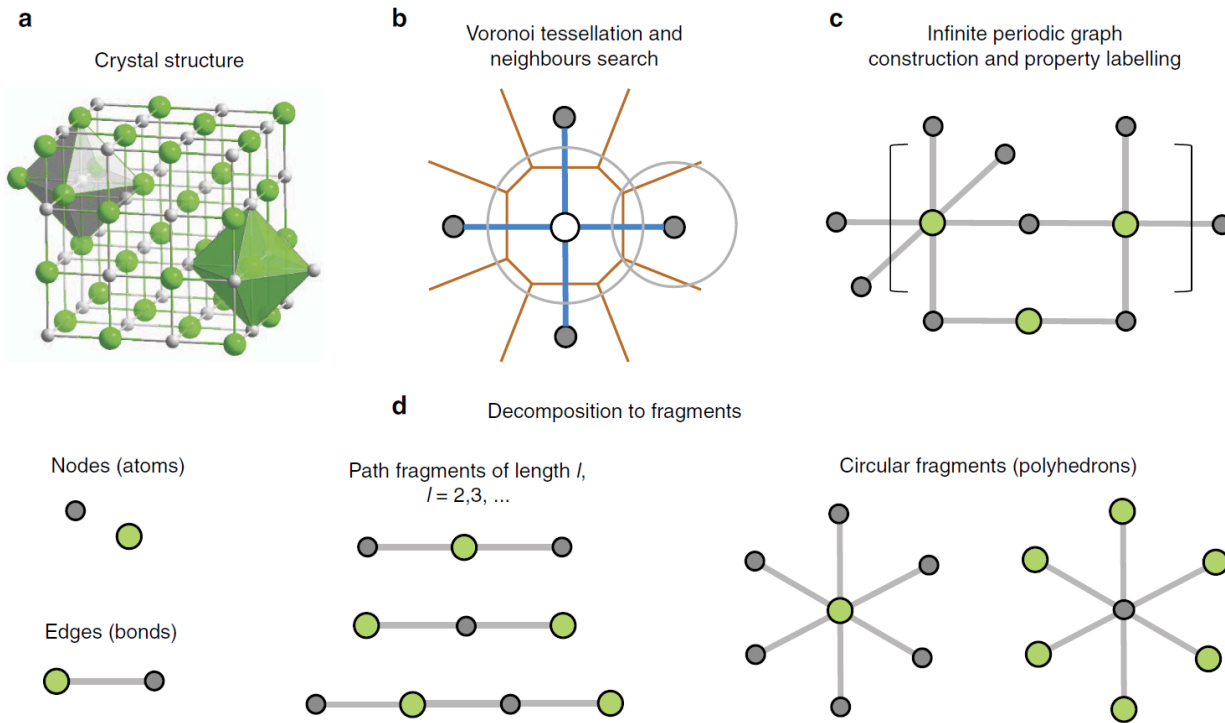 a
Crystal structure
b
Voronoi tessellation and
neighbours search
c
Infinite periodic graph
construction and property labelling
d
Decomposition to fragments
Nodes (atoms)
Edges (bonds)
Path fragments of length l,
l = 2,3, ...
Circular fragments (polyhedrons)